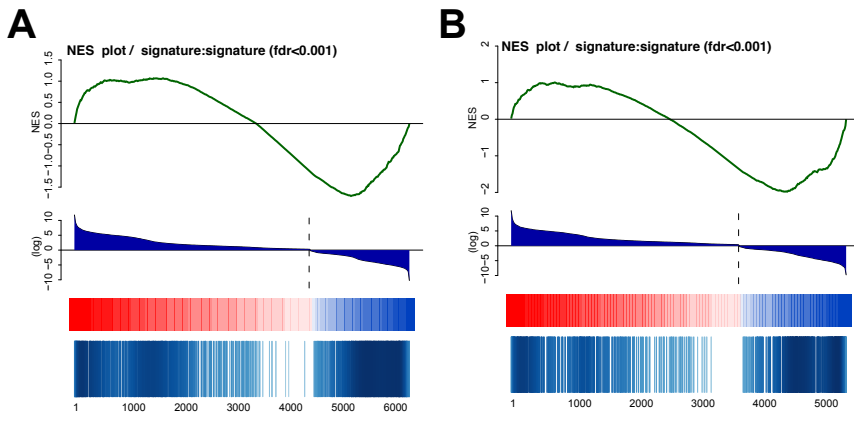 A
NES plot / signature:signature (fdr<0.001)
NES
1.5
1.0
0.5
0.0
−0.5
−1.0
−1.5
(log)
10
5
0
−5
−10
1 1000 2000 3000 4000 5000 6000
B
NES plot / signature:signature (fdr<0.001)
NES
2
1
0
−1
−2
(log)
10
5
0
−5
−10
1 1000 2000 3000 4000 5000